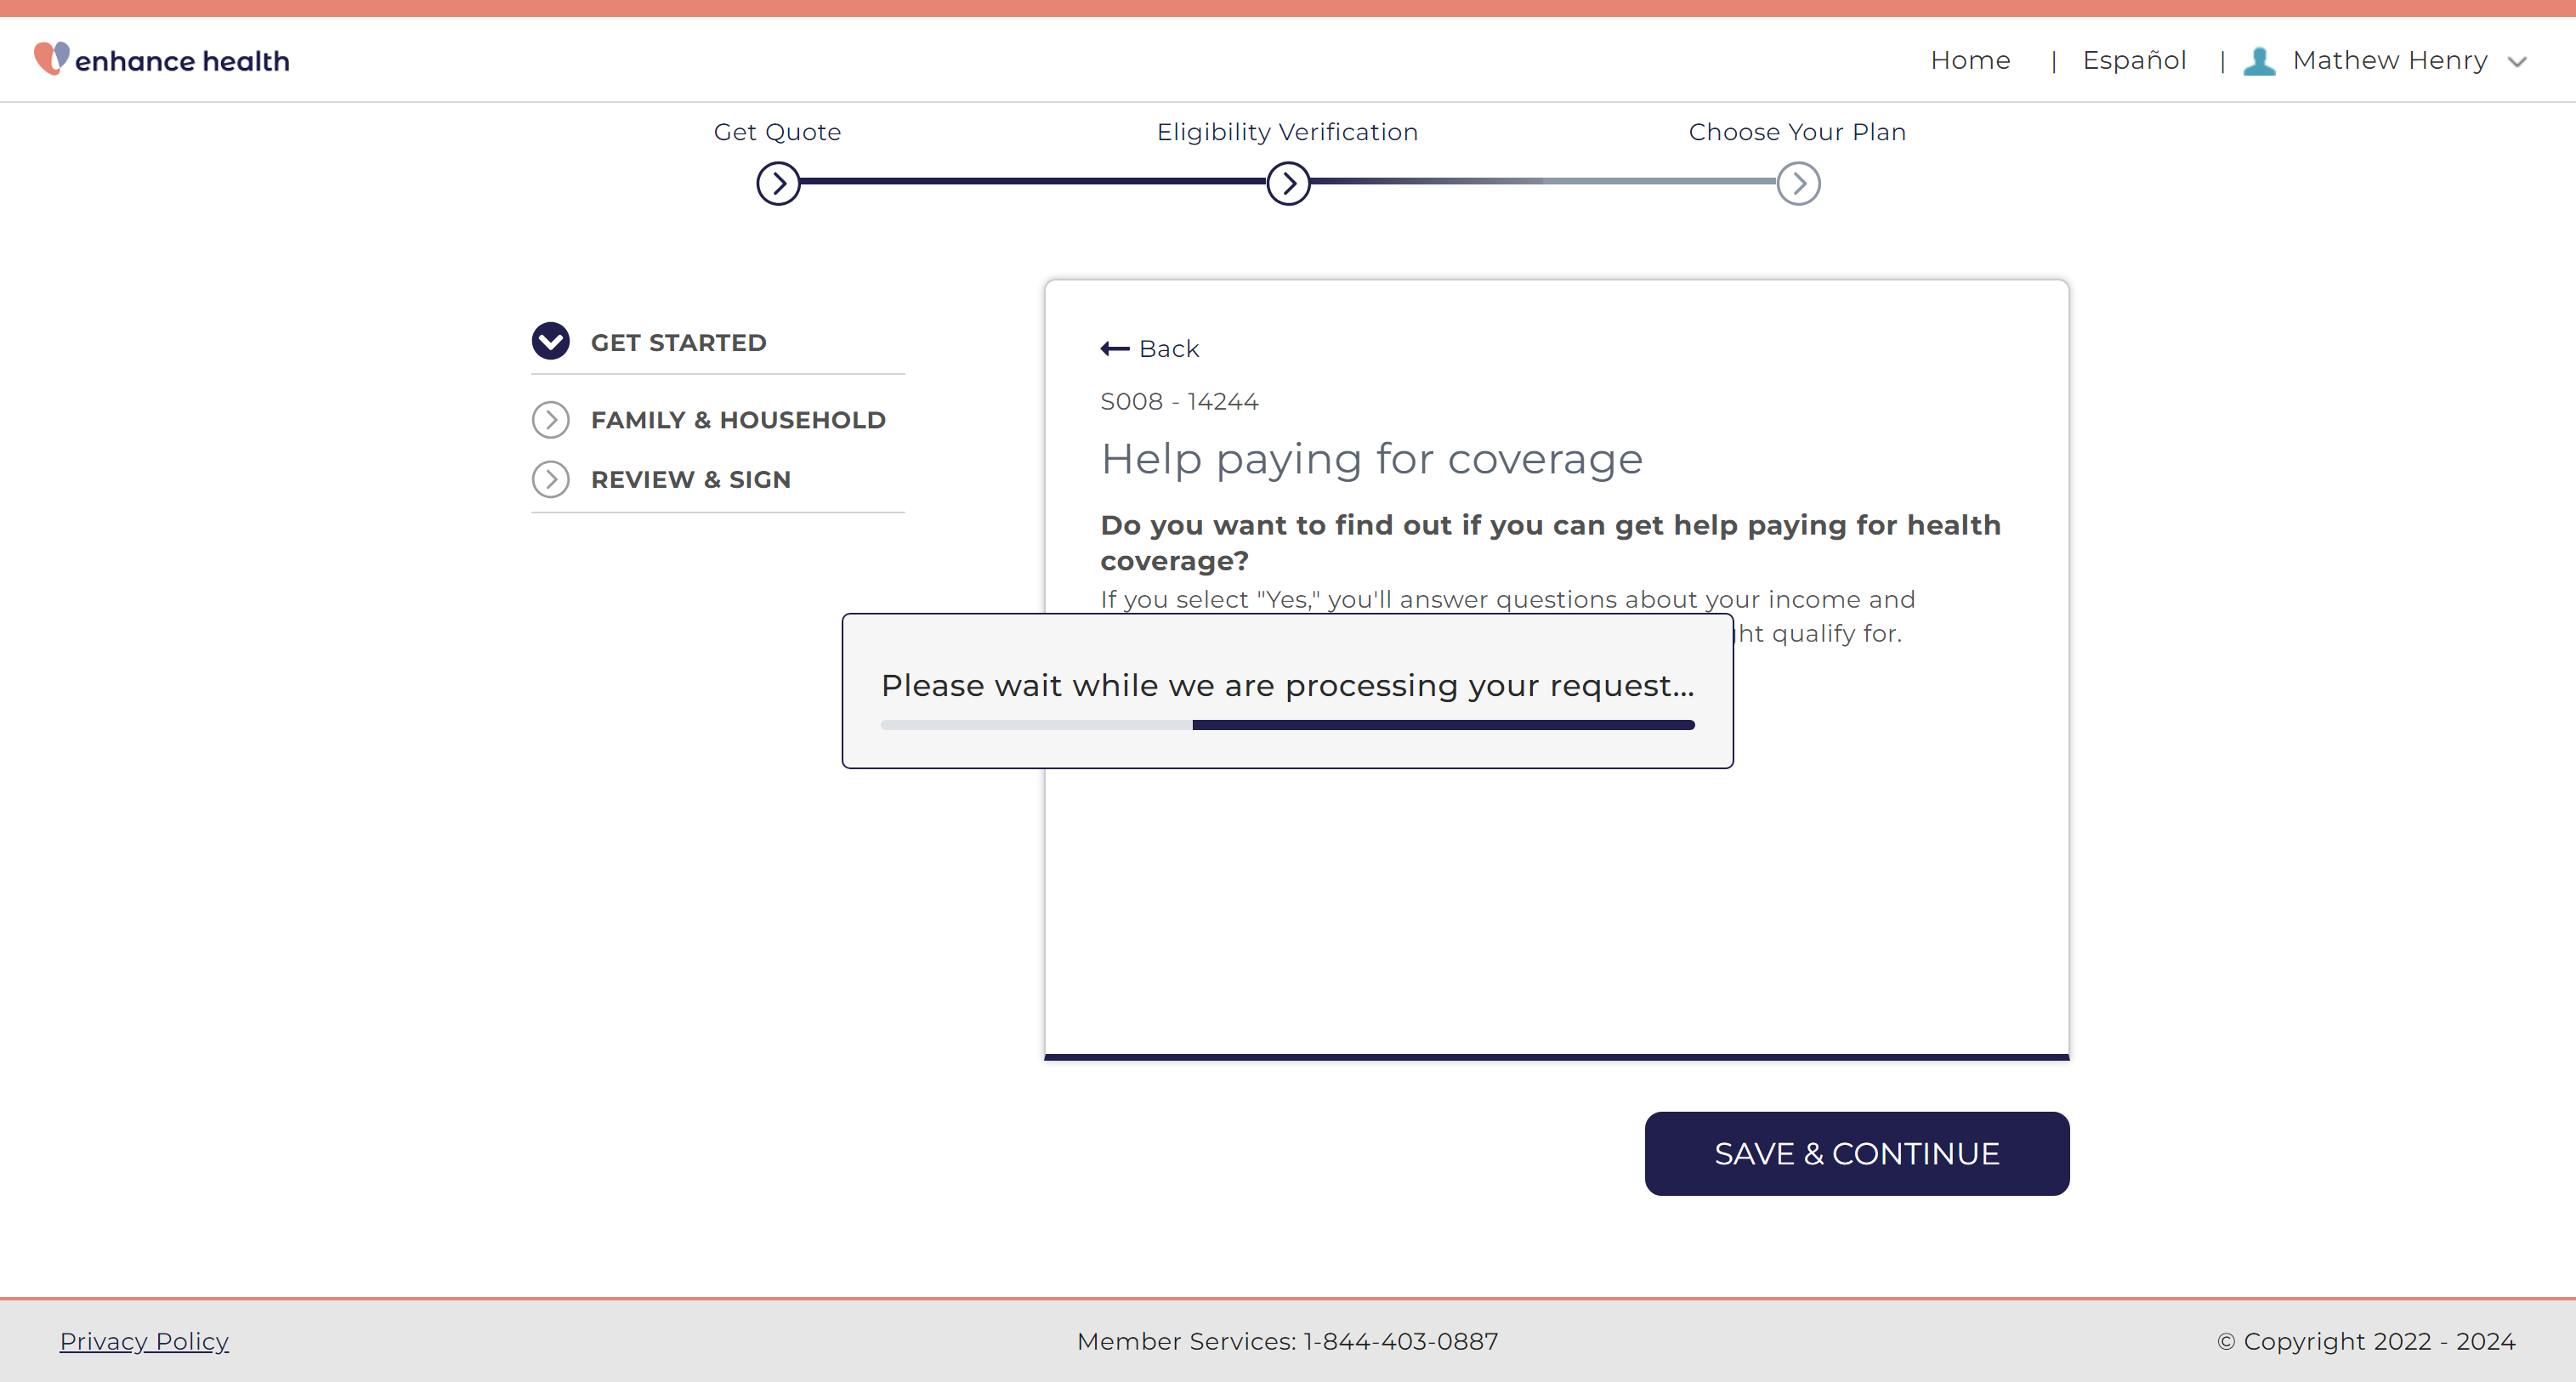 enhance health
Home | Español | Mathew Henry
Get Quote
Eligibility Verification
Choose Your Plan
GET STARTED
FAMILY & HOUSEHOLD
REVIEW & SIGN
Back
S008 - 14244
Help paying for coverage
Do you want to find out if you can get help paying for health
coverage?
If you select "Yes," you'll answer questions about your income and
qualify for.
Please wait while we are processing your request...
SAVE & CONTINUE
Privacy Policy
Member Services: 1-844-403-0887
© Copyright 2022 - 2024